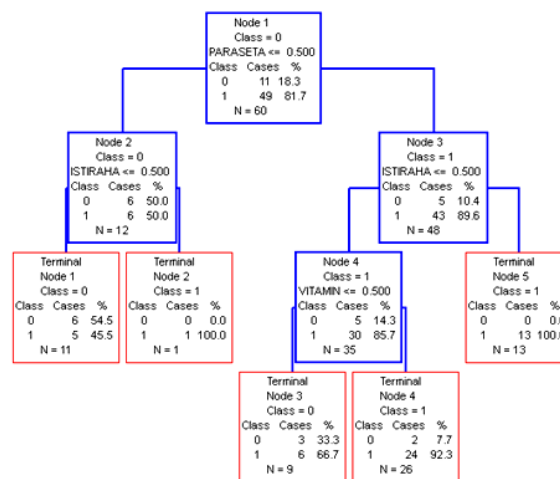 Node 1
Class = 0
PARASETA <= 0.500
Class Cases %
0 11 18.3
1 49 81.7
N = 60
Node 2
Class = 0
ISTIRAHA <= 0.500
Class Cases %
0 6 50.0
1 6 50.0
N = 12
Node 3
Class = 1
ISTIRAHA <= 0.500
Class Cases %
0 5 10.4
1 43 89.6
N = 48
Terminal
Node 1
Class = 0
Class Cases %
0 6 54.5
1 5 45.5
N = 11
Terminal
Node 2
Class = 1
Class Cases %
0 0 0.0
1 1 100.0
N = 1
Node 4
Class = 1
VITAMIN <= 0.500
Class Cases %
0 5 14.3
1 30 85.7
N = 35
Terminal
Node 5
Class = 1
Class Cases %
0 0 0.0
1 13 100.0
N = 13
Terminal
Node 3
Class = 0
Class Cases %
0 3 33.3
1 6 66.7
N = 9
Terminal
Node 4
Class = 1
Class Cases %
0 2 7.7
1 24 92.3
N = 26